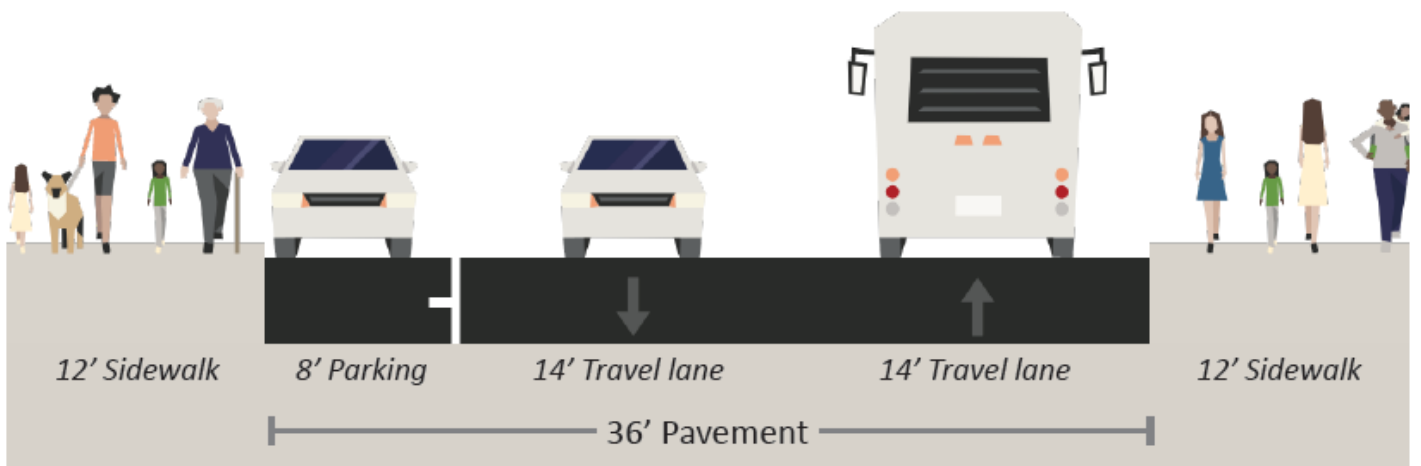 12’ Sidewalk
8’ Parking
14’ Travel lane
14’ Travel lane
12’ Sidewalk
36’ Pavement